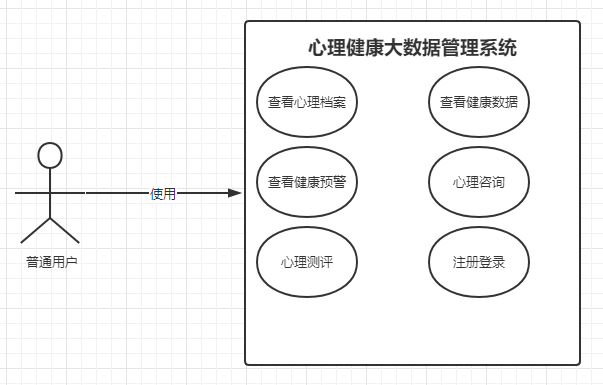 心理健康大数据管理系统
查看心理档案
查看健康数据
查看健康预警
心理咨询
使用
心理测评
注册登录
普通用户